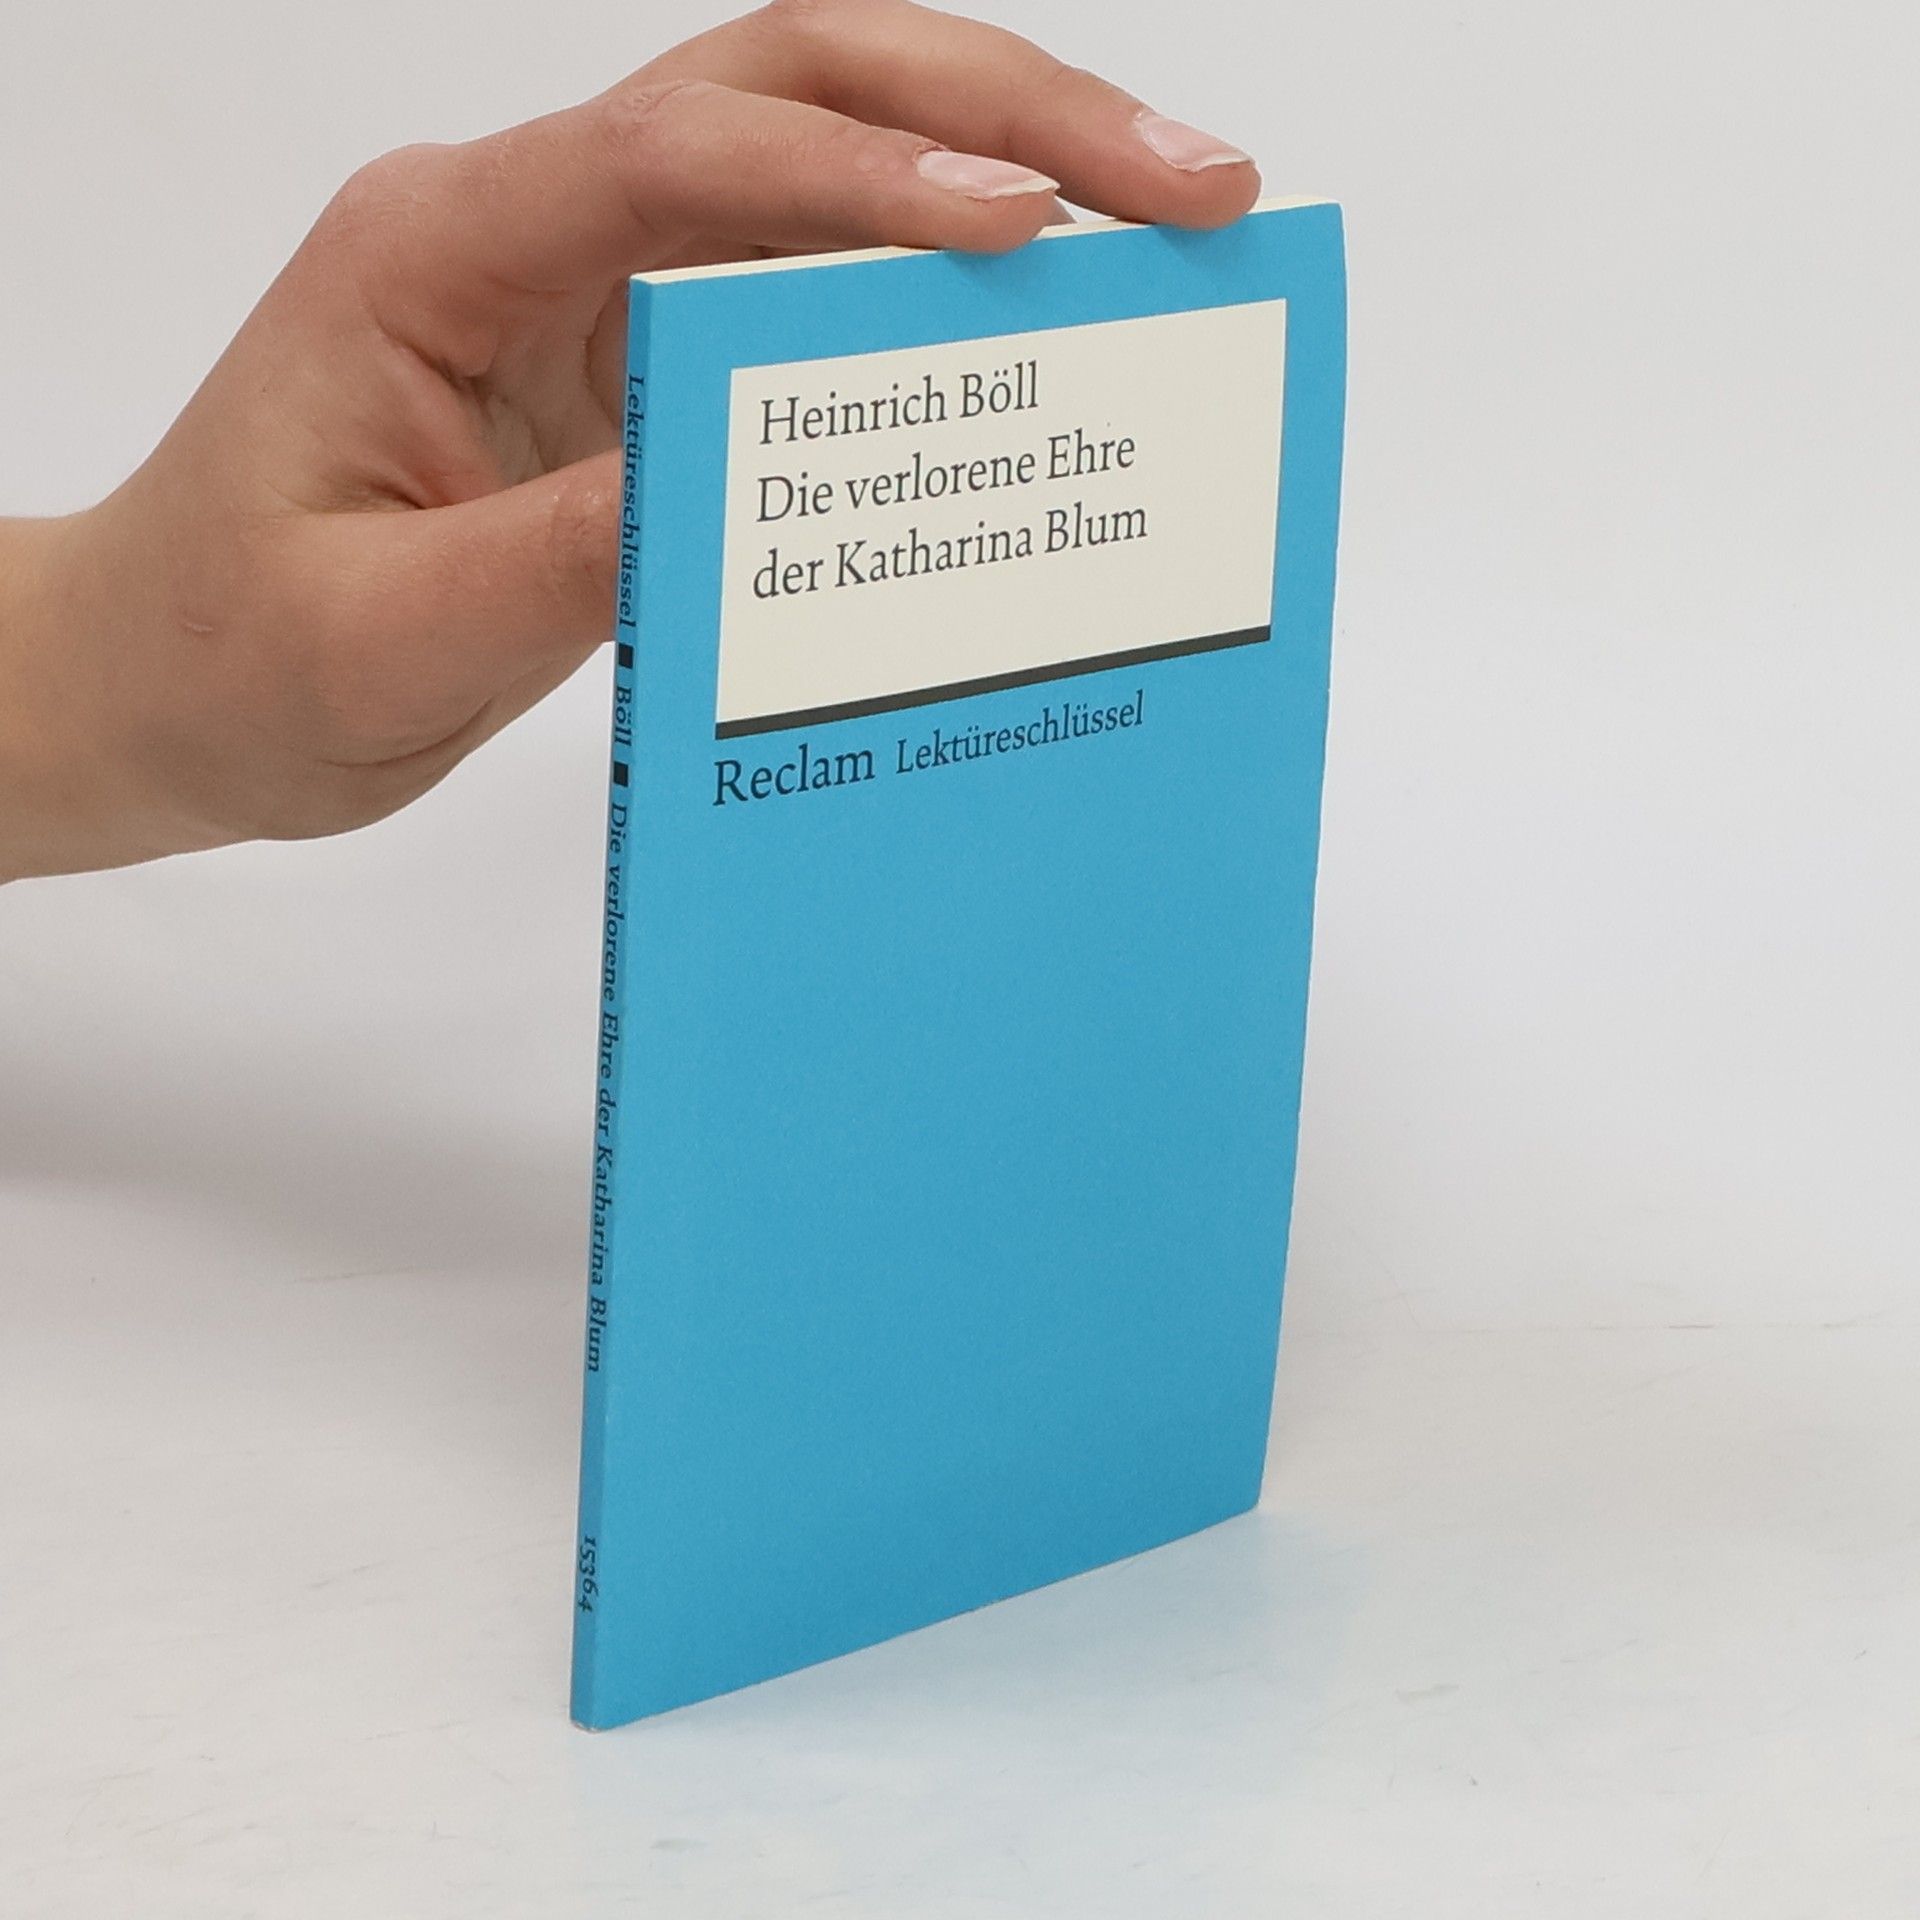 Heinrich Böll
Die verlorene Ehre
der Katharina Blum
Reclam Lektüreschlüssel
Lektüreschlüssel ■ Böll ■ Die verlorene Ehre der Katharina Blum 15364